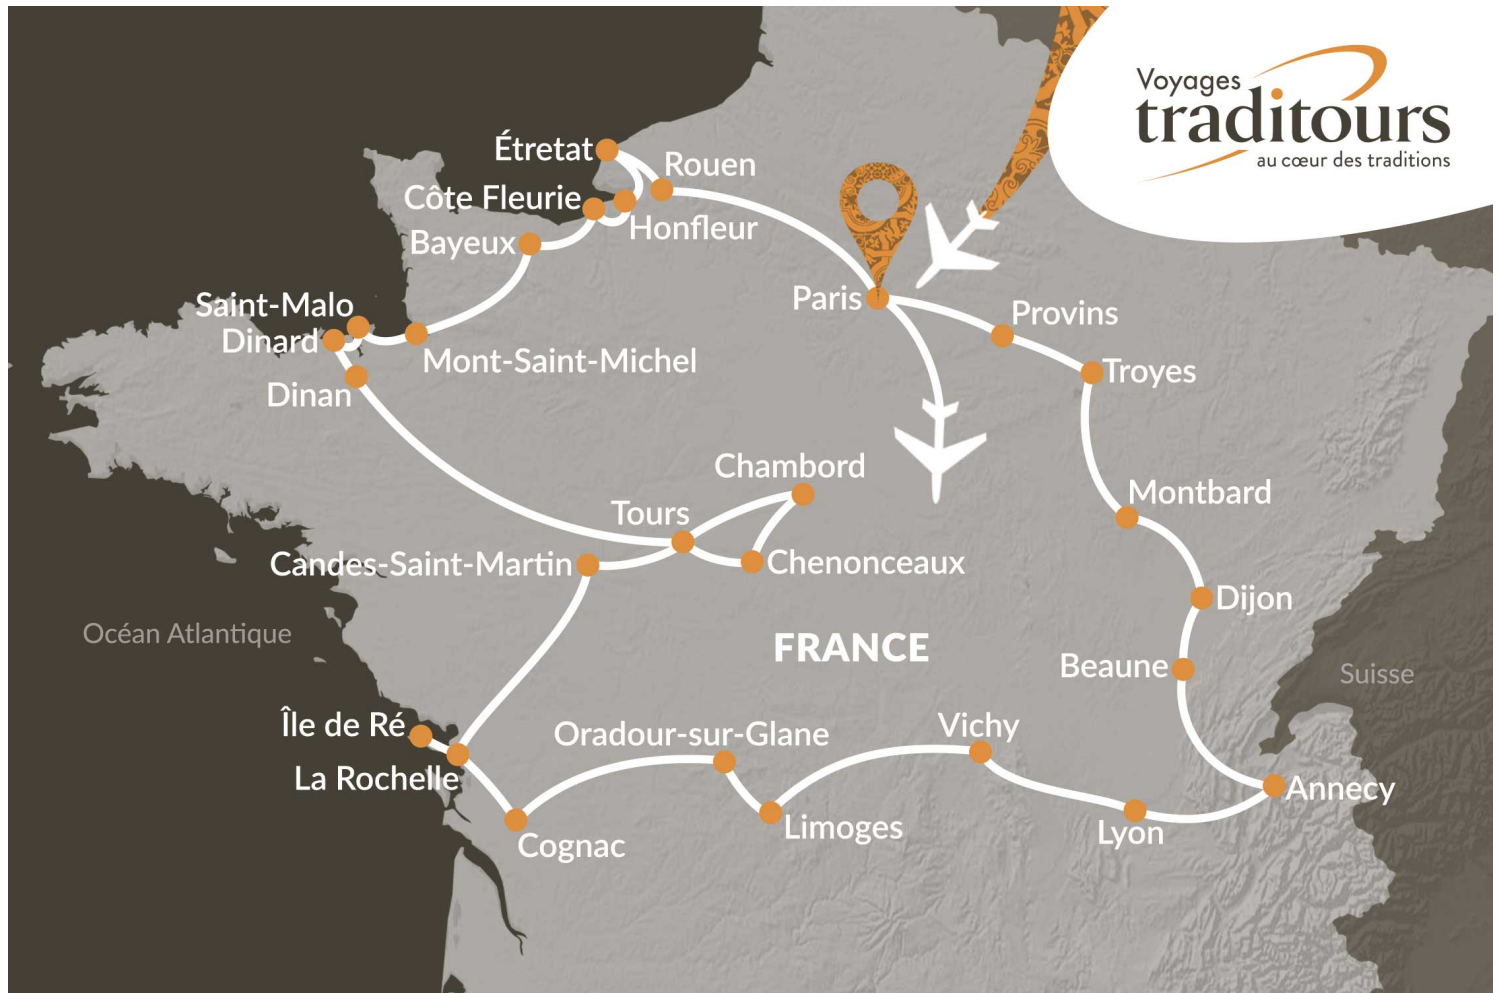 Voyages
traditours
au cœur des traditions
Étretat
Rouen
Côte Fleurie
Honfleur
Bayeux
Paris
Saint-Malo
Provins
Dinard
Mont-Saint-Michel
Troyes
Dinan
Chambord
Montbard
Tours
Candes-Saint-Martin
Chenonceaux
Dijon
Océan Atlantique
FRANCE
Beaune
Suisse
Île de Ré
Oradour-sur-Glane
Vichy
La Rochelle
Annecy
Cognac
Limoges
Lyon